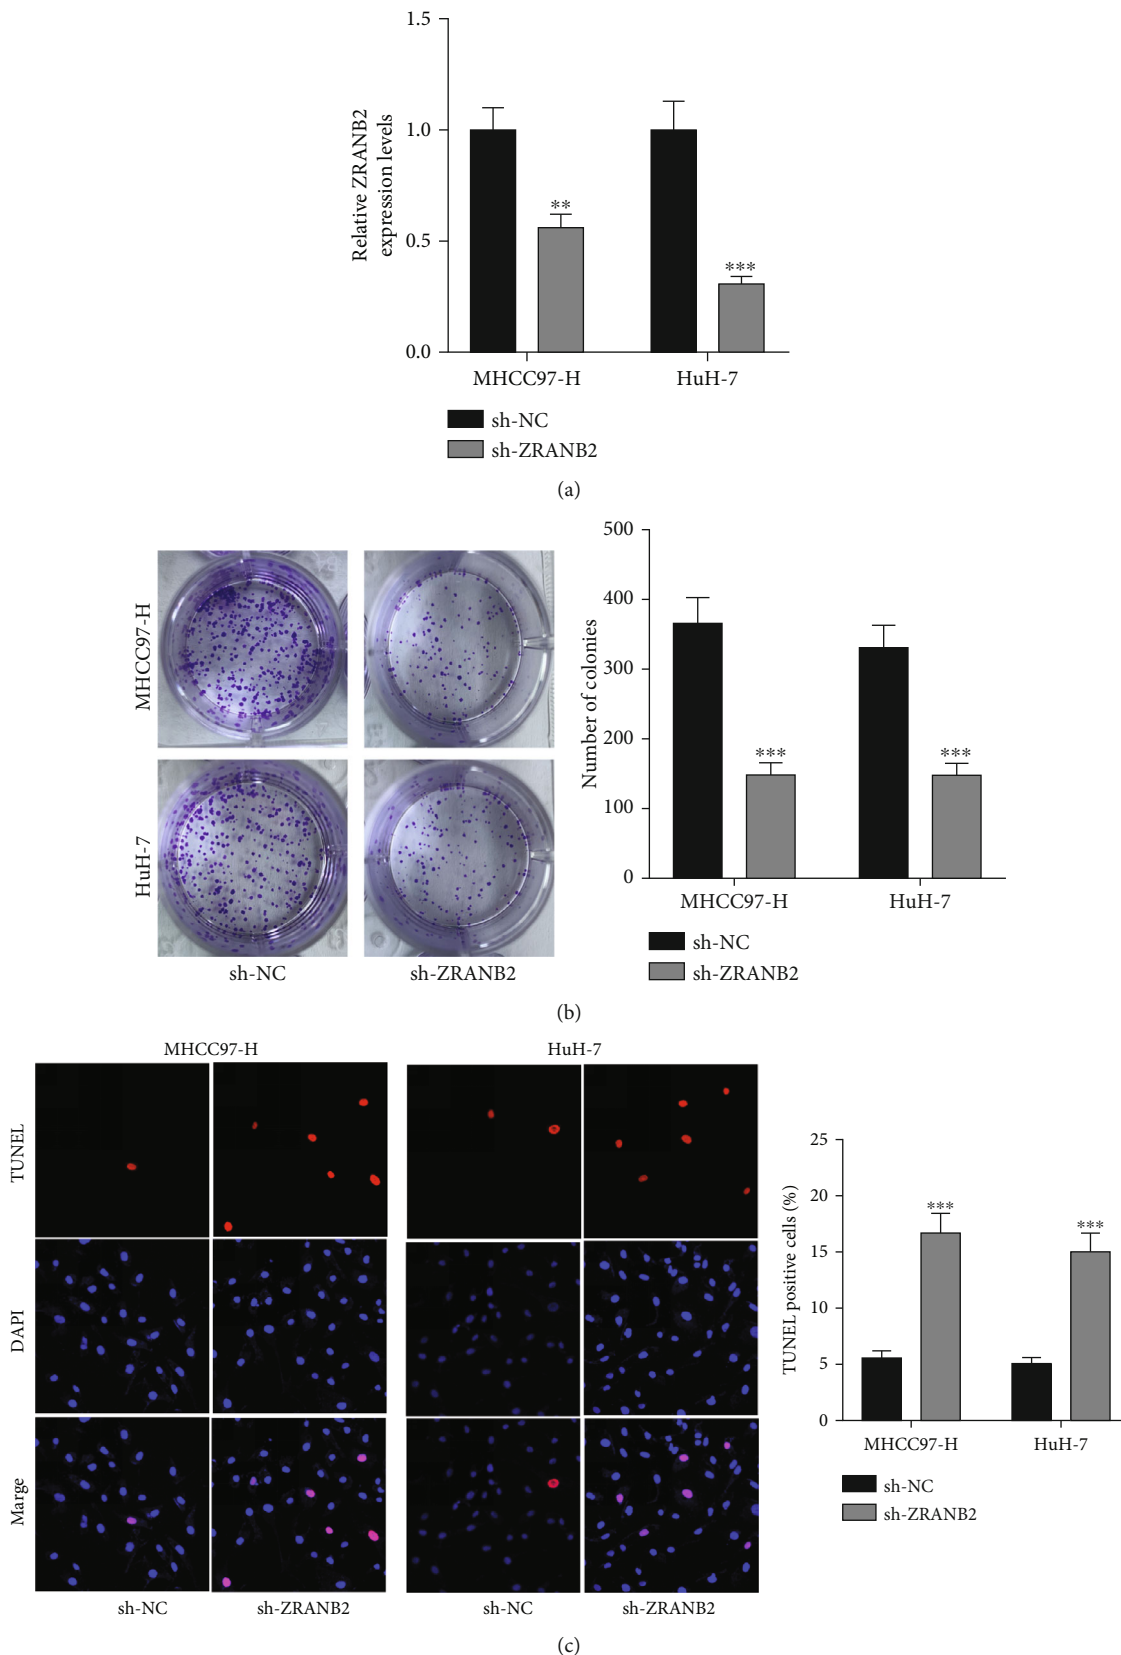 1.5
1.0
0.5
0.0
Relative ZRANB2
expression levels
**
***
MHCC97-H
HuH-7
sh-NC
sh-ZRANB2
(a)
MHCC97-H
HuH-7
sh-NC
sh-ZRANB2
500
400
300
200
100
0
Number of colonies
***
***
MHCC97-H
HuH-7
sh-NC
sh-ZRANB2
(b)
MHCC97-H
HuH-7
TUNEL
DAPI
Marge
sh-NC
sh-ZRANB2
sh-NC
sh-ZRANB2
25
20
15
10
5
0
TUNEL positive cells (%)
***
***
MHCC97-H
HuH-7
sh-NC
sh-ZRANB2
(c)